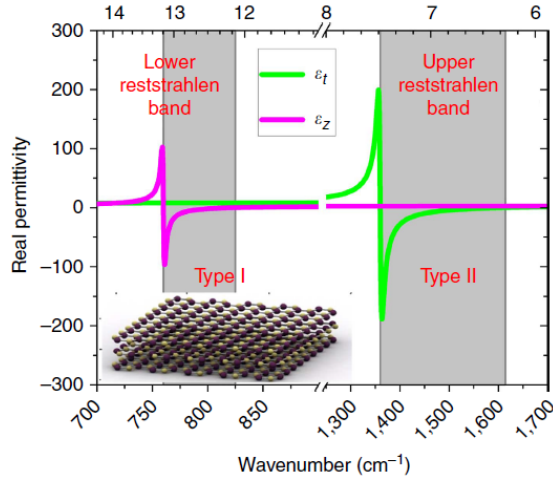 14 13 12 8 7 6
300
200
100
0
−100
−200
−300
Real permittivity
Lower
reststrahlen
band
εt
εz
Upper
reststrahlen
band
Type I
Type II
700 750 800 850 1,300 1,400 1,500 1,600 1,700
Wavenumber (cm⁻¹)